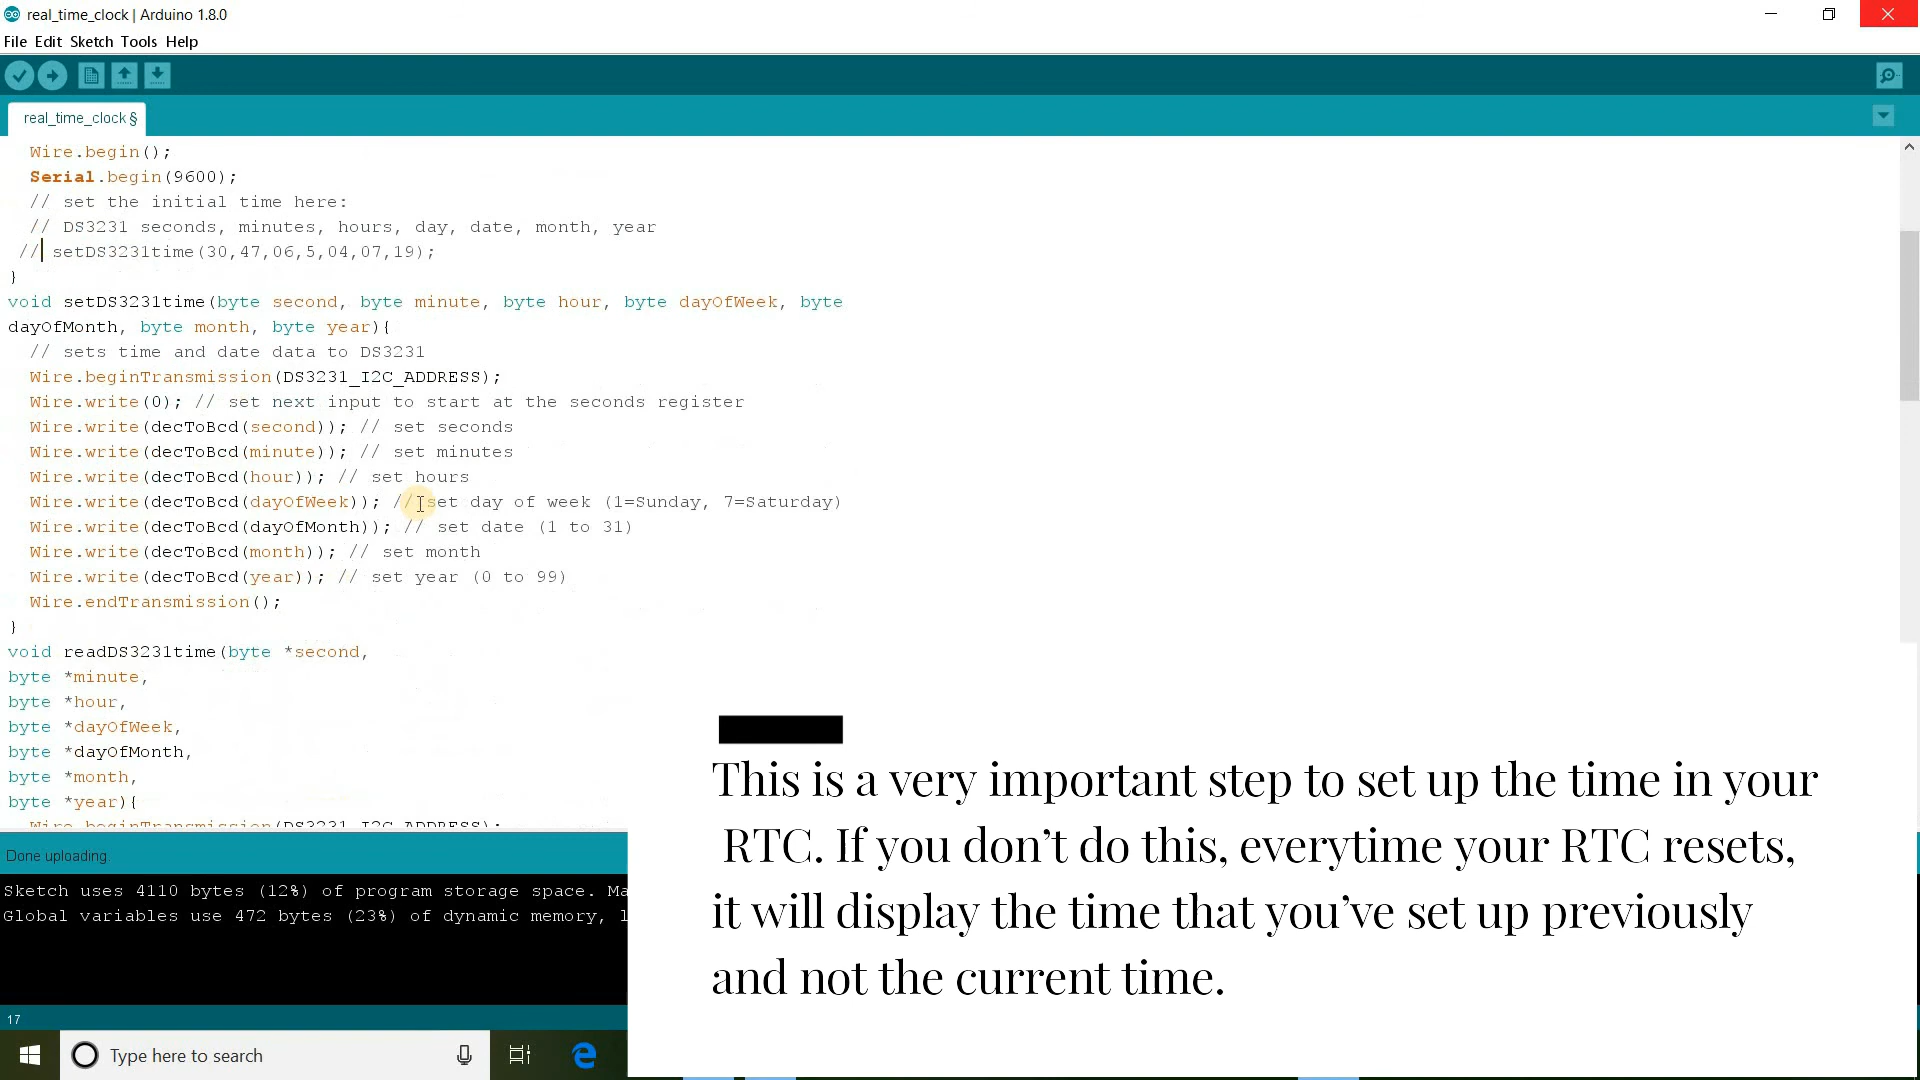 real_time_clock | Arduino 1.8.0
File Edit Sketch Tools Help
real_time_clock §
Wire.begin();
Serial.begin(9600);
// set the initial time here:
// DS3231 seconds, minutes, hours, day, date, month, year
// setDS3231time(30,47,06,5,04,07,19);
}
void setDS3231time(byte second, byte minute, byte hour, byte dayOfWeek, byte
dayOfMonth, byte month, byte year){
// sets time and date data to DS3231
Wire.beginTransmission(DS3231_I2C_ADDRESS);
Wire.write(0); // set next input to start at the seconds register
Wire.write(decToBcd(second)); // set seconds
Wire.write(decToBcd(minute)); // set minutes
Wire.write(decToBcd(hour)); // set hours
Wire.write(decToBcd(dayOfWeek)); // set day of week (1=Sunday, 7=Saturday)
Wire.write(decToBcd(dayOfMonth)); // set date (1 to 31)
Wire.write(decToBcd(month)); // set month
Wire.write(decToBcd(year)); // set year (0 to 99)
Wire.endTransmission();
}
void readDS3231time(byte *second,
byte *minute,
byte *hour,
byte *dayOfWeek,
byte *dayOfMonth,
byte *month,
byte *year){
Wire.beginTransmission(DS3231_I2C_ADDRESS);
Done uploading.
Sketch uses 4110 bytes (12%) of program storage space. Ma
Global variables use 472 bytes (23%) of dynamic memory, l
17
Type here to search
This is a very important step to set up the time in your
RTC. If you don't do this, everytime your RTC resets,
it will display the time that you've set up previously
and not the current time.